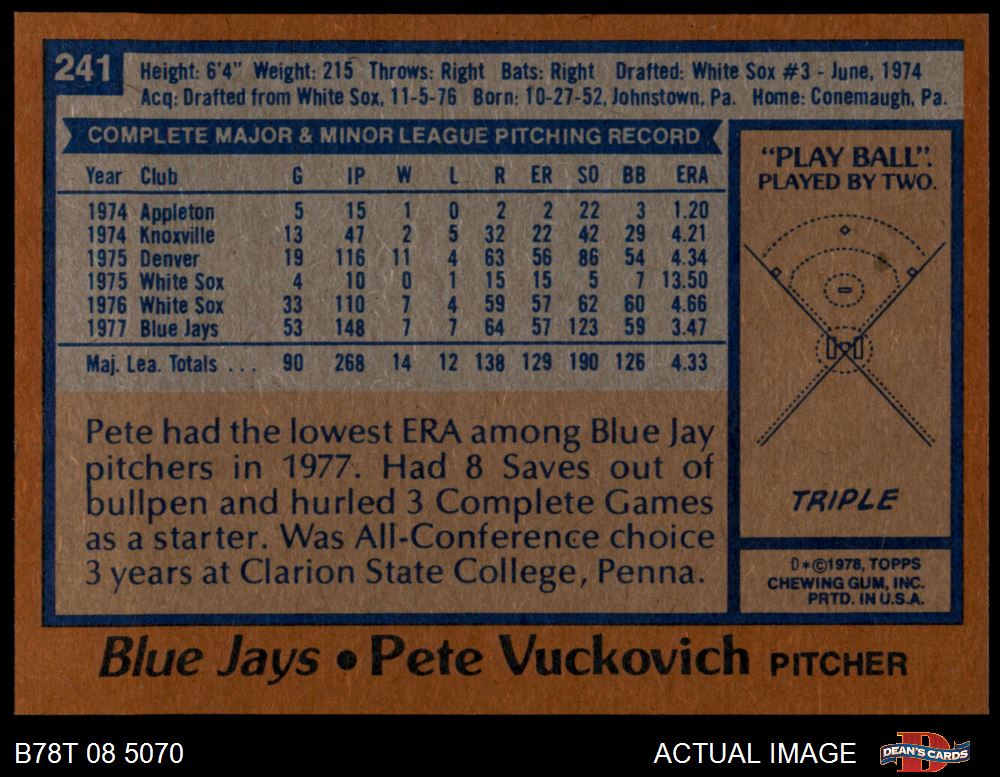 241
Height: 6'4" Weight: 215 Throws: Right Bats: Right Drafted: White Sox #3 - June, 1974
Acq: Drafted from White Sox, 11-5-76 Born: 10-27-52, Johnstown, Pa. Home: Conemaugh, Pa.
COMPLETE MAJOR & MINOR LEAGUE PITCHING RECORD
Year Club G IP W L R ER SO BB ERA
1974 Appleton 5 15 1 0 2 2 22 3 1.20
1974 Knoxville 13 47 2 5 32 22 42 29 4.21
1975 Denver 19 116 11 4 63 56 86 54 4.34
1975 White Sox 4 10 0 1 15 15 5 7 13.50
1976 White Sox 33 110 7 4 59 57 62 60 4.66
1977 Blue Jays 53 148 7 7 64 57 123 59 3.47
Maj. Lea. Totals ... 90 268 14 12 138 129 190 126 4.33
Pete had the lowest ERA among Blue Jay
pitchers in 1977. Had 8 Saves out of
bullpen and hurled 3 Complete Games
as a starter. Was All-Conference choice
3 years at Clarion State College, Penna.
"PLAY BALL".
PLAYED BY TWO.
TRIPLE
D*©1978, TOPPS
CHEWING GUM, INC.
PRTD. IN U.S.A.
Blue Jays • Pete Vuckovich PITCHER
B78T 08 5070
ACTUAL IMAGE
D
DEAN'S CARDS